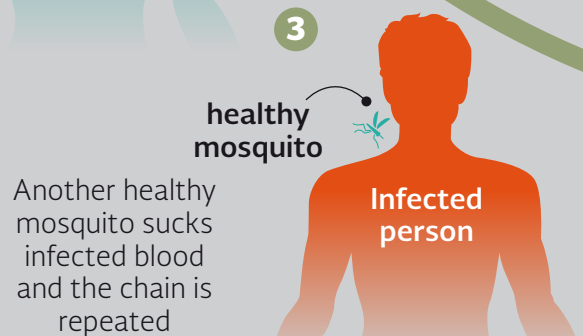 3
healthy
mosquito
Another healthy
mosquito sucks
infected blood
and the chain is
repeated
Infected
person